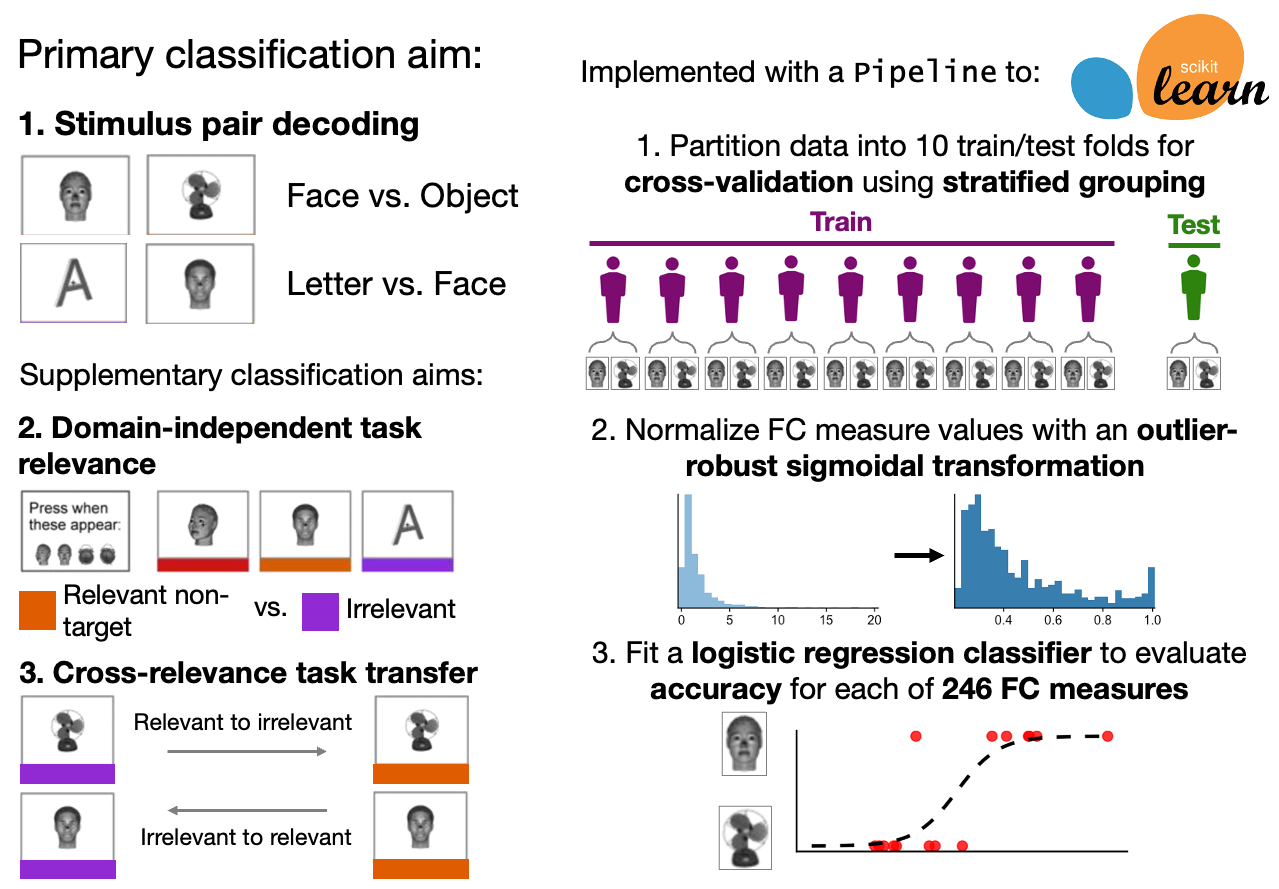 Primary classification aim:
1. Stimulus pair decoding
Face vs. Object
A
Letter vs. Face
Supplementary classification aims:
2. Domain-independent task
relevance
Press when
these appear:
A
Relevant non-
target
vs.
Irrelevant
3. Cross-relevance task transfer
Relevant to irrelevant
Irrelevant to relevant
Implemented with a Pipeline to:
scikit
learn
1. Partition data into 10 train/test folds for
cross-validation using stratified grouping
Train
Test
2. Normalize FC measure values with an outlier-
robust sigmoidal transformation
0 5 10 15 20
0.4 0.6 0.8 1.0
3. Fit a logistic regression classifier to evaluate
accuracy for each of 246 FC measures